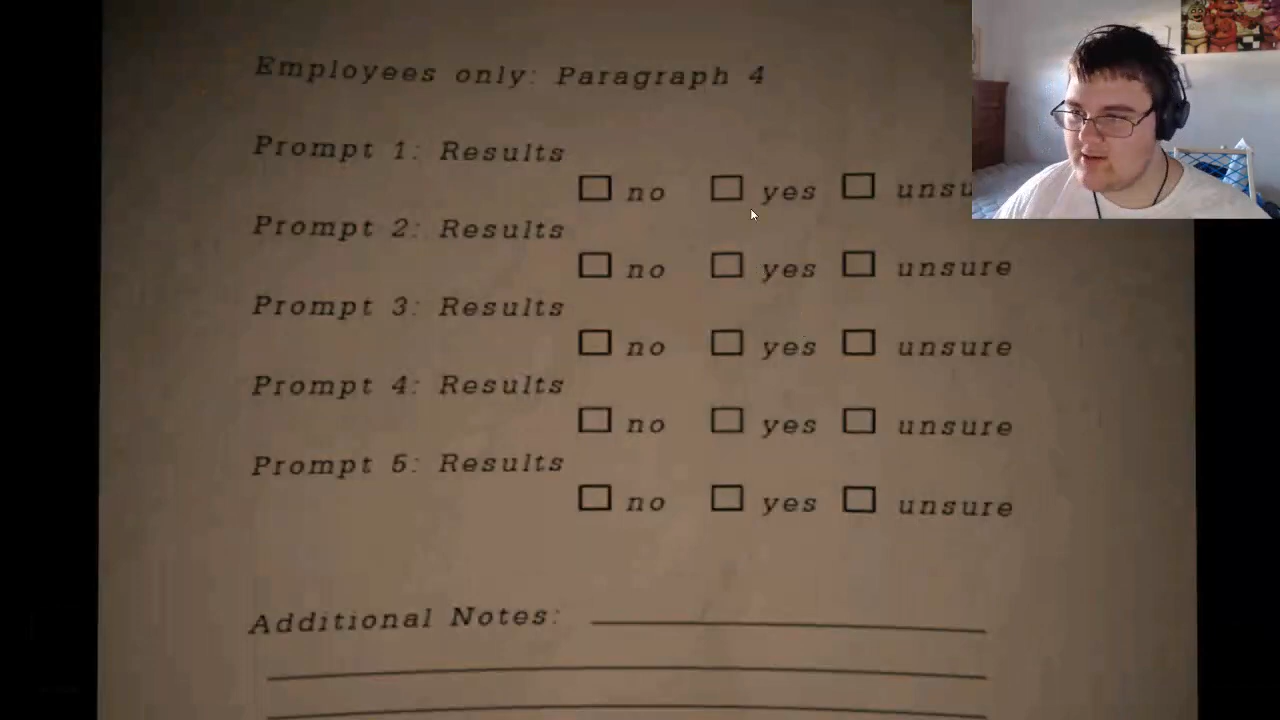 Employees only: Paragraph 4
Prompt 1: Results
no yes
Prompt 2: Results
no yes unsure
Prompt 3: Results
no yes unsure
Prompt 4: Results
no yes unsure
Prompt 5: Results
no yes unsure
Additional Notes: